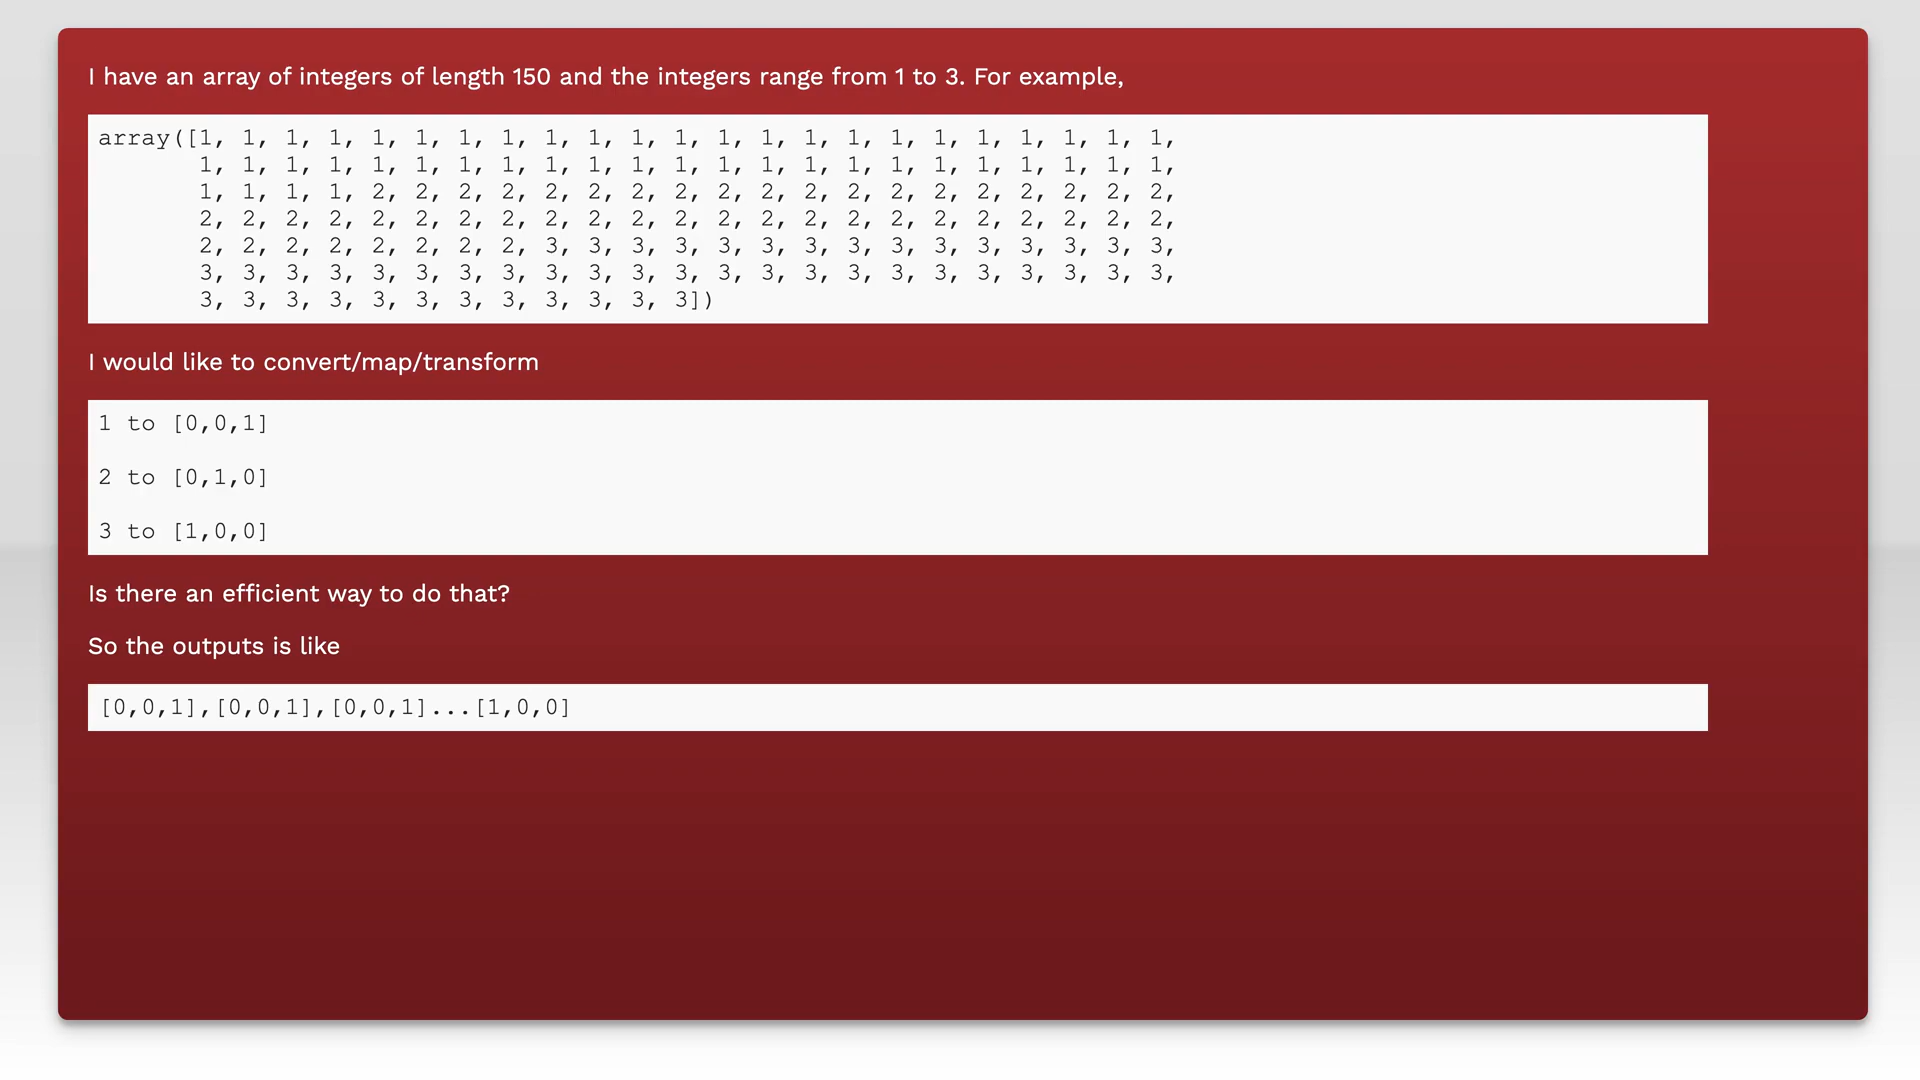 I have an array of integers of length 150 and the integers range from 1 to 3. For example,
array([1, 1, 1, 1, 1, 1, 1, 1, 1, 1, 1, 1, 1, 1, 1, 1, 1, 1, 1, 1, 1, 1, 1,
1, 1, 1, 1, 1, 1, 1, 1, 1, 1, 1, 1, 1, 1, 1, 1, 1, 1, 1, 1, 1, 1, 1,
1, 1, 1, 1, 2, 2, 2, 2, 2, 2, 2, 2, 2, 2, 2, 2, 2, 2, 2, 2, 2, 2, 2,
2, 2, 2, 2, 2, 2, 2, 2, 2, 2, 2, 2, 2, 2, 2, 2, 2, 2, 2, 2, 2, 2, 2,
2, 2, 2, 2, 2, 2, 2, 2, 3, 3, 3, 3, 3, 3, 3, 3, 3, 3, 3, 3, 3, 3, 3,
3, 3, 3, 3, 3, 3, 3, 3, 3, 3, 3, 3, 3, 3, 3, 3, 3, 3, 3, 3, 3, 3, 3,
3, 3, 3, 3, 3, 3, 3, 3, 3, 3, 3, 3])
I would like to convert/map/transform
1 to [0,0,1]
2 to [0,1,0]
3 to [1,0,0]
Is there an efficient way to do that?
So the outputs is like
[0,0,1],[0,0,1],[0,0,1]...[1,0,0]